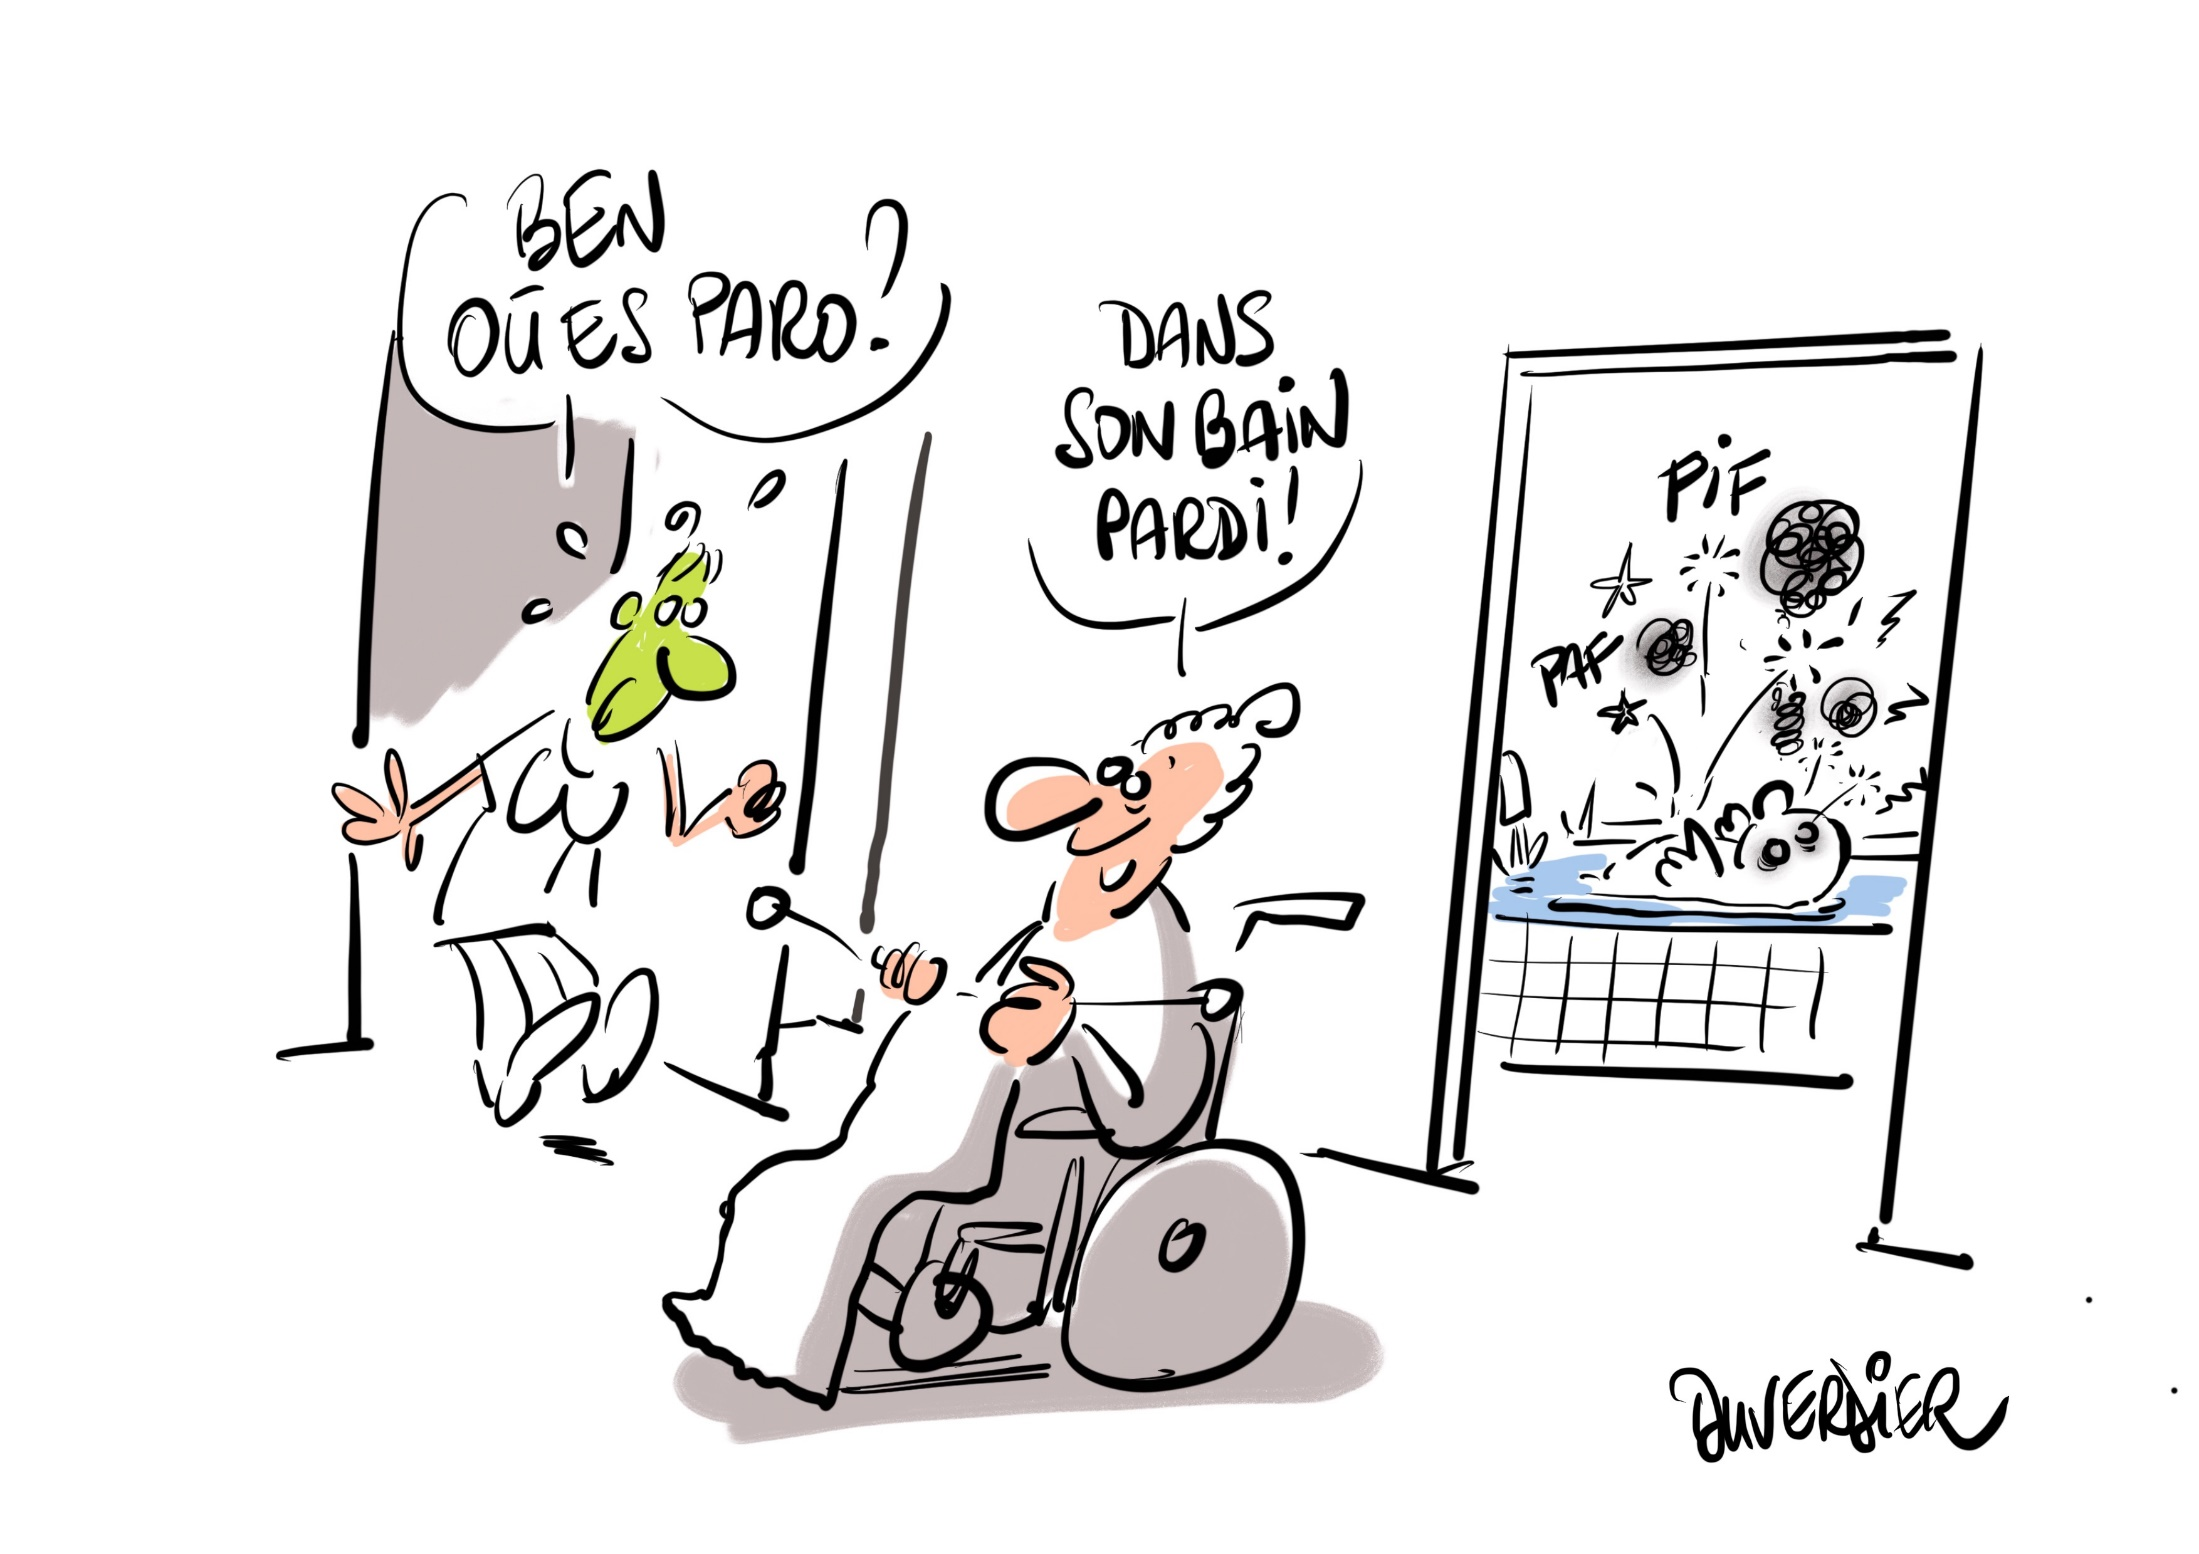 BEN
OÙ ES PARO?
DANS
SON BAIN
PARDI!
PIF
PAF
DUVERDIER